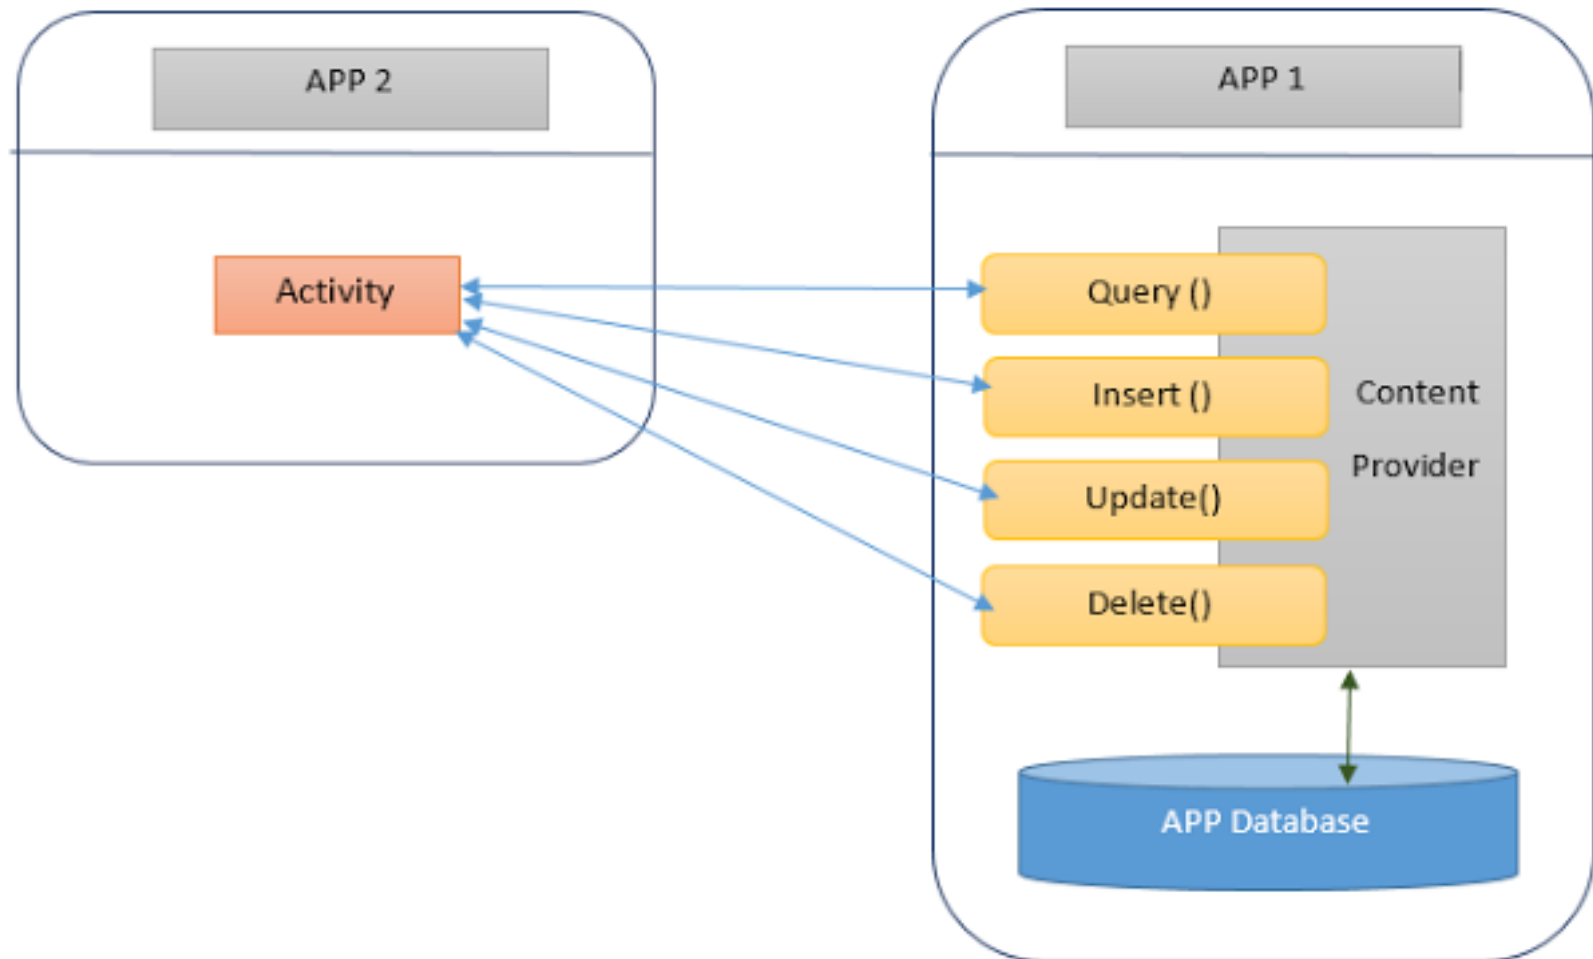 APP 2
APP 1
Activity
Query ()
Insert ()
Update()
Delete()
Content
Provider
APP Database